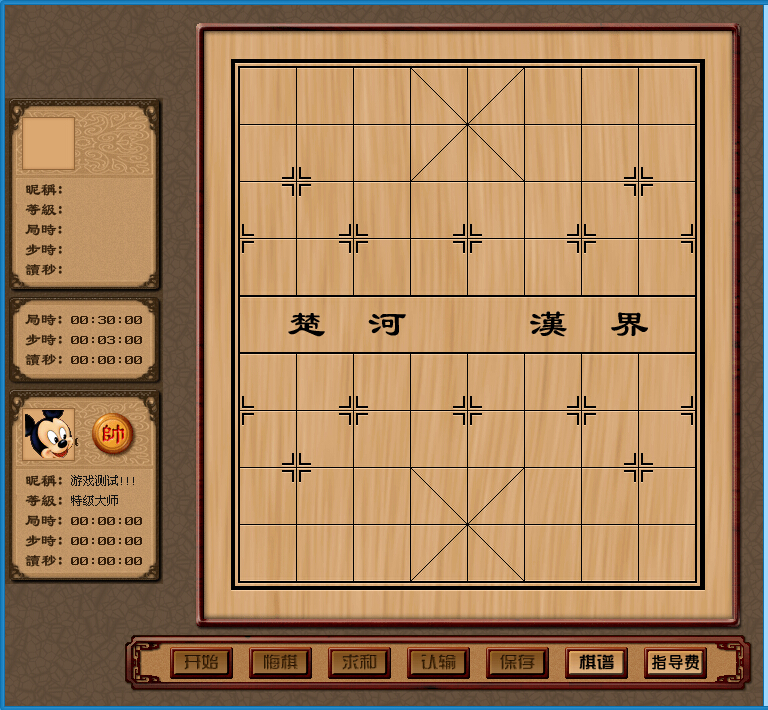 昵稱：
等級：
局時：
步時：
讀秒：
局時：00:30:00
步時：00:03:00
讀秒：00:00:00
帥
昵稱：游戏测试!!!
等級：特级大师
局時：00:00:00
步時：00:00:00
讀秒：00:00:00
楚 河 漢 界
开始 悔棋 求和 认输 保存 棋谱 指导费